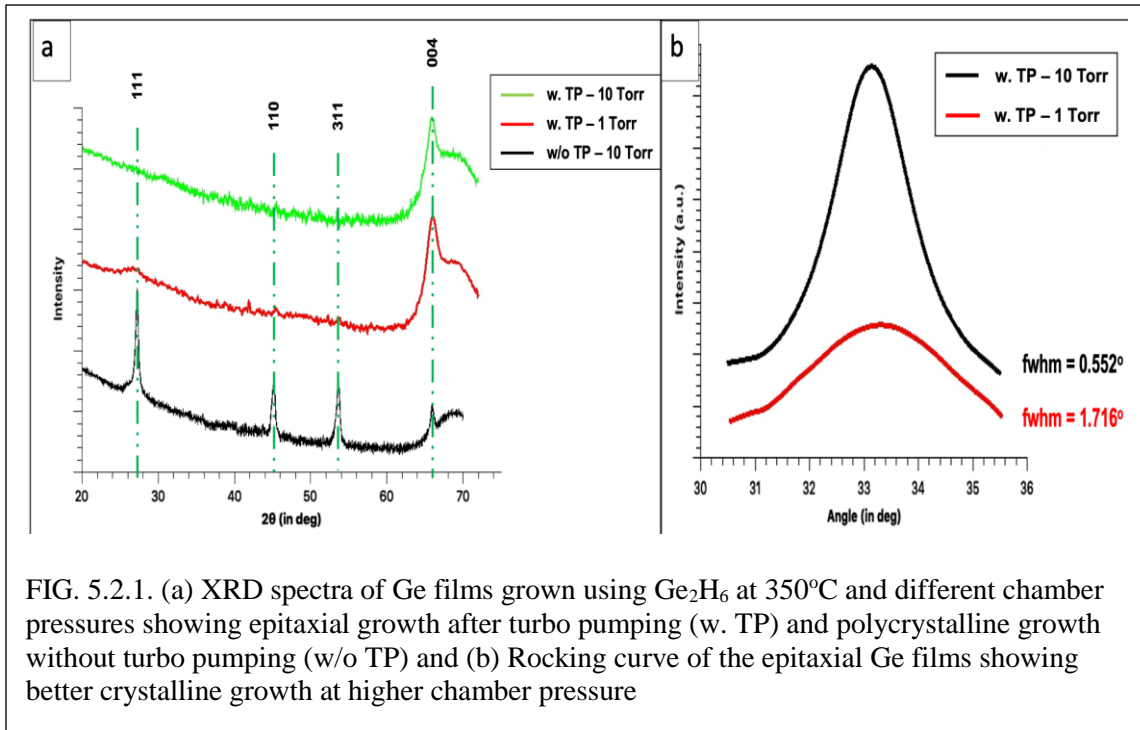 a
111
110
311
004
w. TP – 10 Torr
w. TP – 1 Torr
w/o TP – 10 Torr
Intensity
20 30 40 50 60 70
2θ (in deg)
b
w. TP – 10 Torr
w. TP – 1 Torr
Intensity (a.u.)
fwhm = 0.552º
fwhm = 1.716º
30 31 32 33 34 35 36
Angle (in deg)
FIG. 5.2.1. (a) XRD spectra of Ge films grown using Ge₂H₆ at 350ºC and different chamber
pressures showing epitaxial growth after turbo pumping (w. TP) and polycrystalline growth
without turbo pumping (w/o TP) and (b) Rocking curve of the epitaxial Ge films showing
better crystalline growth at higher chamber pressure